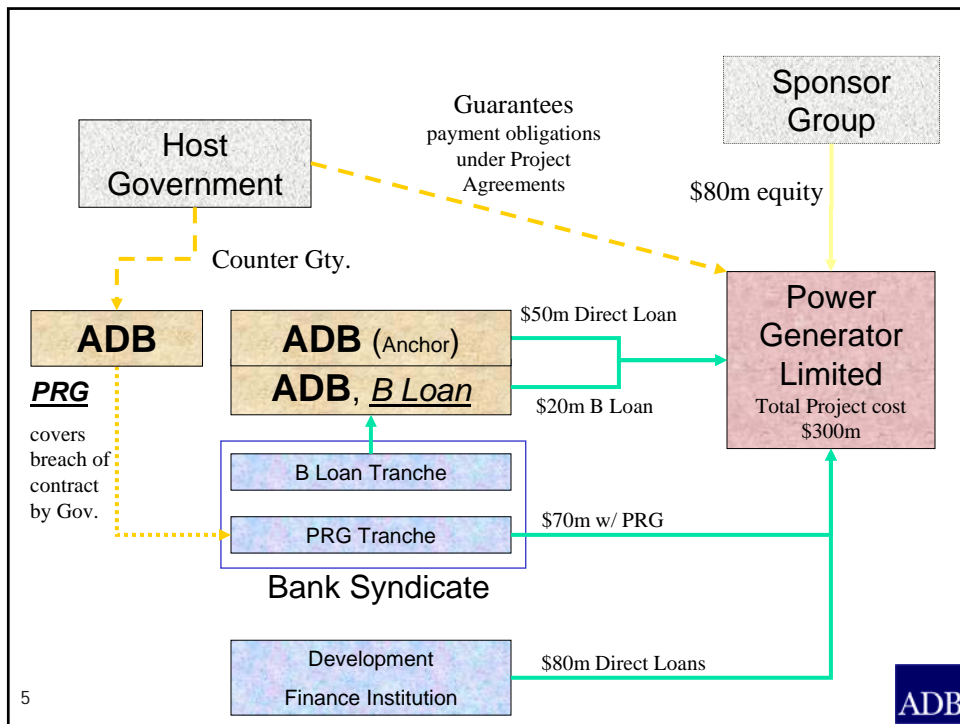 Sponsor
Group
Guarantees
payment obligations
under Project
Agreements
Host
Government
$80m equity
Counter Gty.
ADB
ADB (Anchor)
$50m Direct Loan
Power
Generator
Limited
Total Project cost
$300m
PRG
ADB, B Loan
$20m B Loan
covers
breach of
contract
by Gov.
B Loan Tranche
PRG Tranche
$70m w/ PRG
Bank Syndicate
Development
Finance Institution
$80m Direct Loans
5
ADB